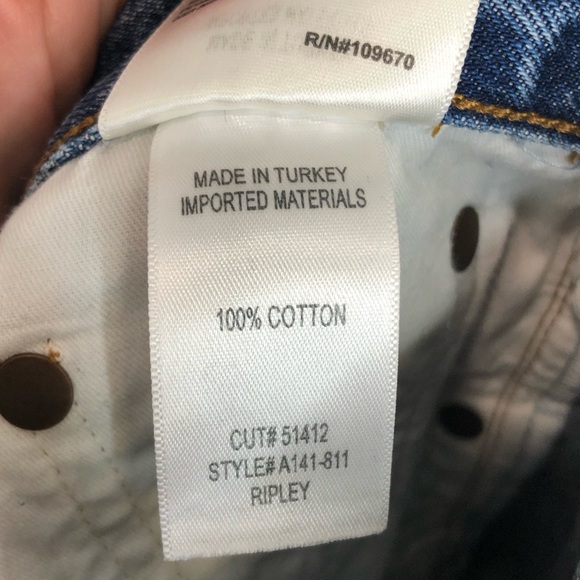 R/N#109670
MADE IN TURKEY
IMPORTED MATERIALS
100% COTTON
CUT# 51412
STYLE# A141-811
RIPLEY